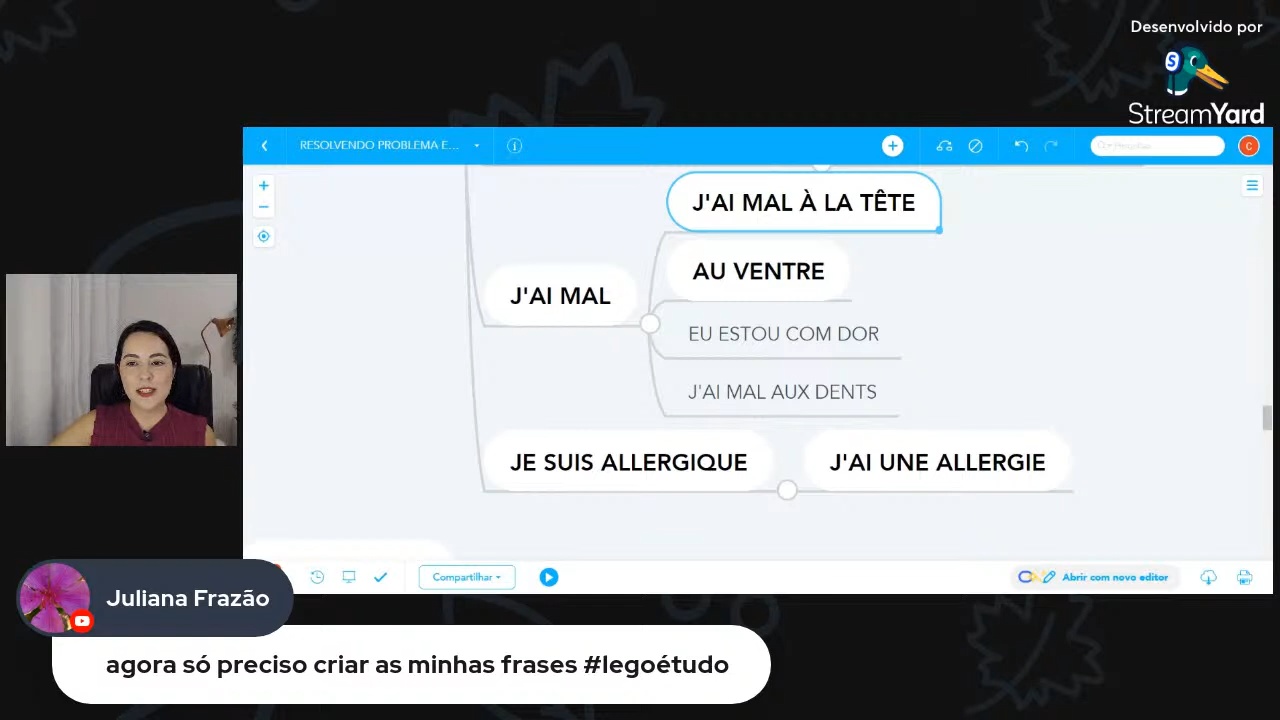 Desenvolvido por
StreamYard
RESOLVENDO PROBLEMA E...
C
J'AI MAL À LA TÊTE
AU VENTRE
J'AI MAL
EU ESTOU COM DOR
J'AI MAL AUX DENTS
JE SUIS ALLERGIQUE
J'AI UNE ALLERGIE
Compartilhar
Abrir com novo editor
Juliana Frazão
agora só preciso criar as minhas frases #legoétudo